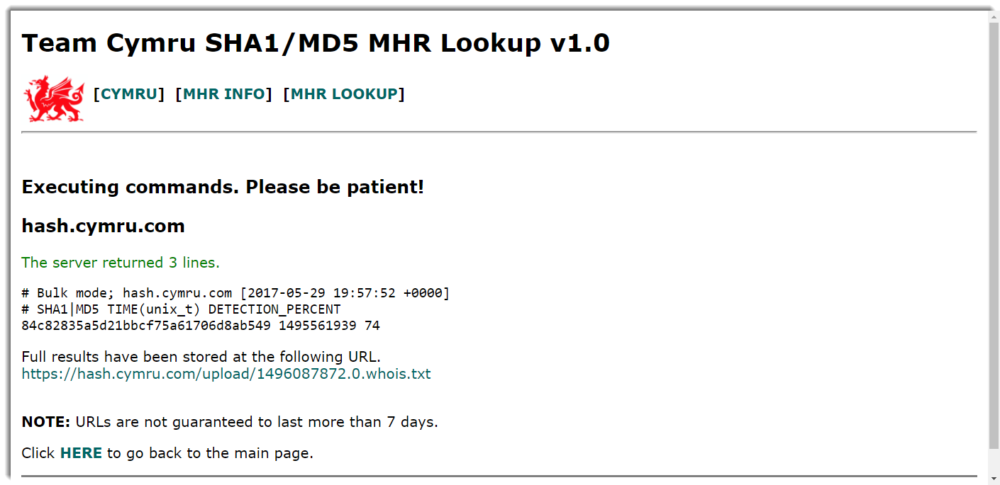 Team Cymru SHA1/MD5 MHR Lookup v1.0
[CYMRU] [MHR INFO] [MHR LOOKUP]
Executing commands. Please be patient!
hash.cymru.com
The server returned 3 lines.
# Bulk mode; hash.cymru.com [2017-05-29 19:57:52 +0000]
# SHA1|MD5 TIME(unix_t) DETECTION_PERCENT
84c82835a5d21bbcf75a61706d8ab549 1495561939 74
Full results have been stored at the following URL.
https://hash.cymru.com/upload/1496087872.0.whois.txt
NOTE: URLs are not guaranteed to last more than 7 days.
Click HERE to go back to the main page.